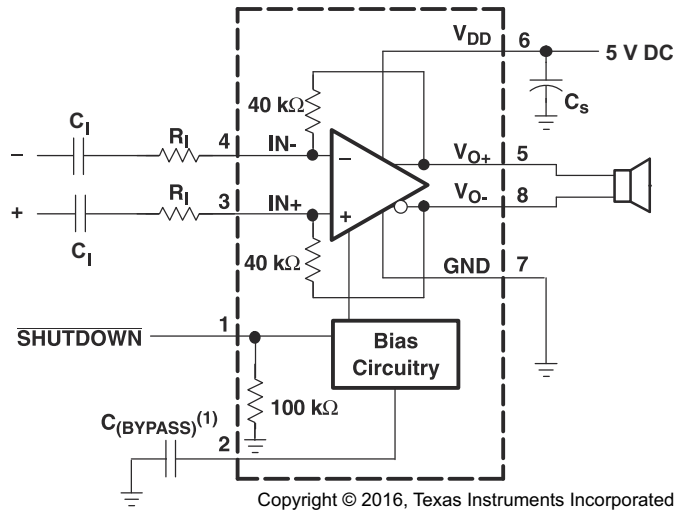 V_DD 6
5 V DC
40 kΩ
C_S
C_I
R_I 4 IN-
−
V_O+ 5
−
V_O- 8
R_I 3 IN+
+
+
C_I
40 kΩ
GND 7
SHUTDOWN 1
Bias
Circuitry
100 kΩ
C_(BYPASS)^(1)
2
Copyright © 2016, Texas Instruments Incorporated